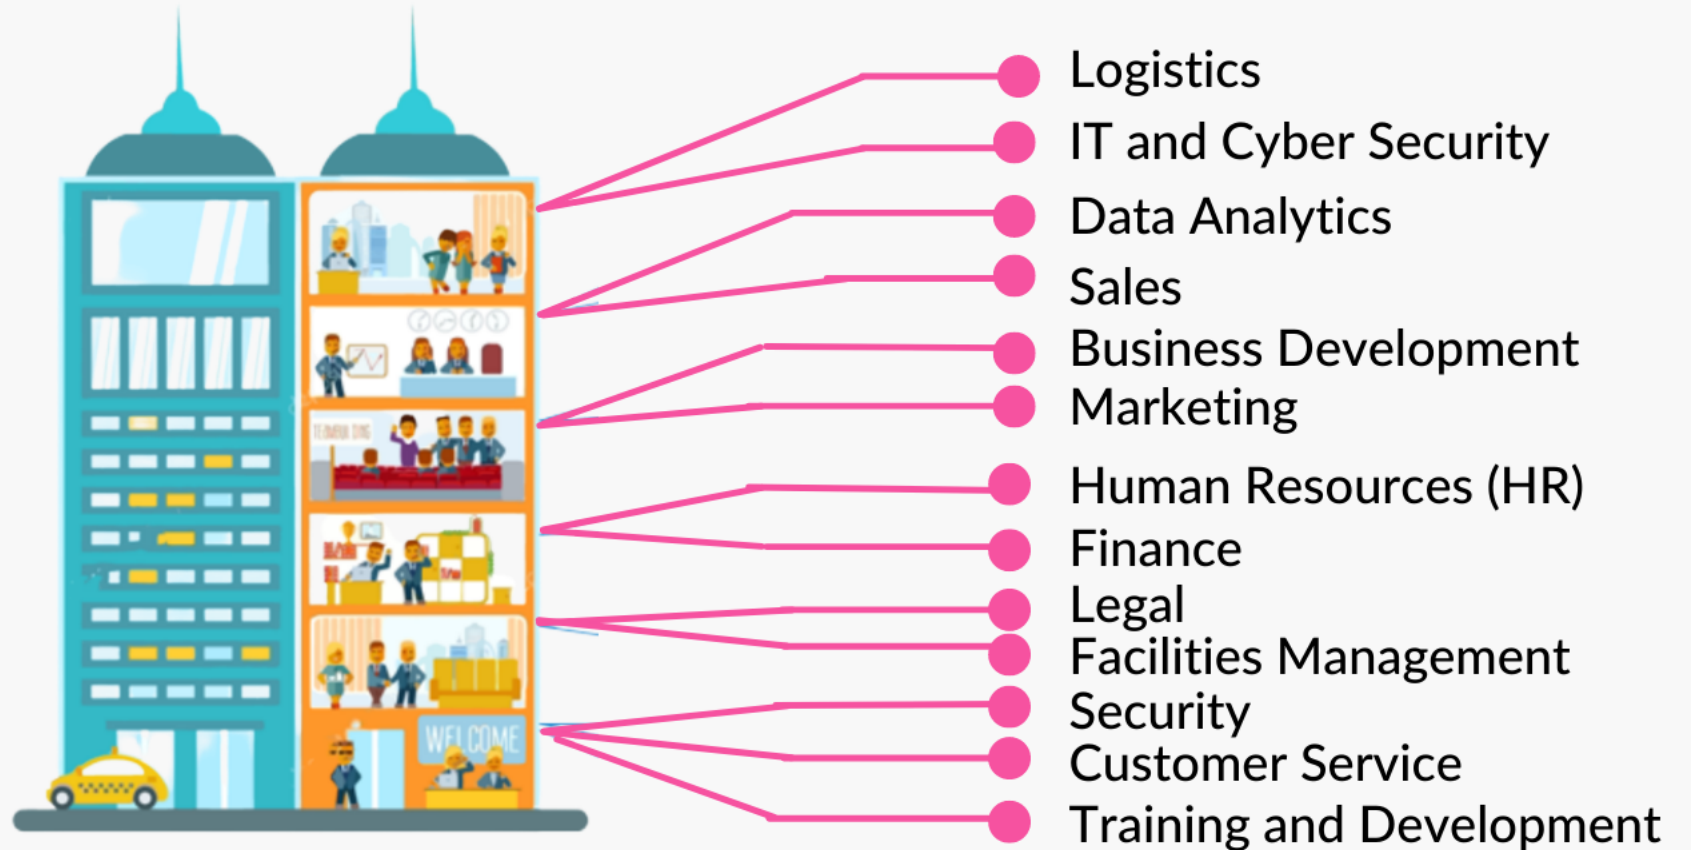 Logistics
IT and Cyber Security
Data Analytics
Sales
Business Development
Marketing
Human Resources (HR)
Finance
Legal
Facilities Management
Security
Customer Service
Training and Development
WELCOME